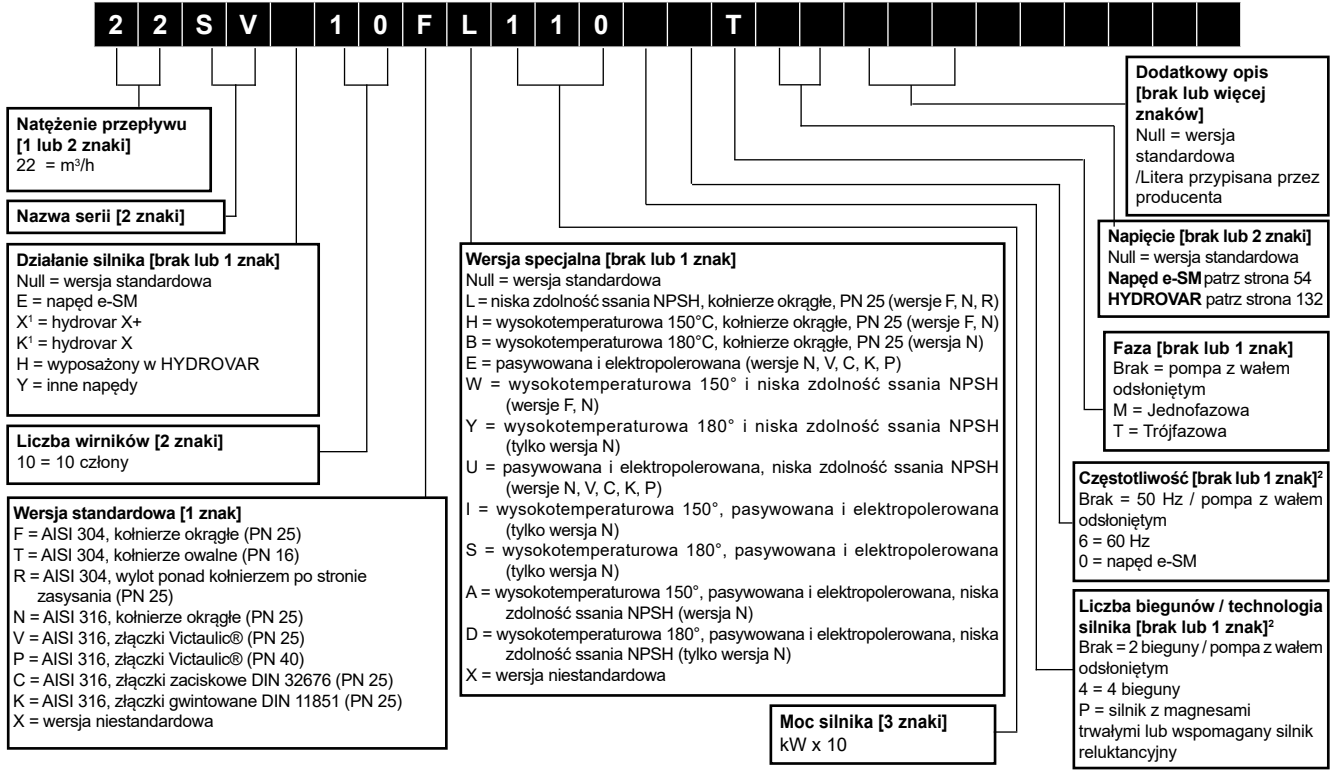 22SV 10FL110 T
Natężenie przepływu
[1 lub 2 znaki]
22 = m³/h
Nazwa serii [2 znaki]
Działanie silnika [brak lub 1 znak]
Null = wersja standardowa
E = napęd e-SM
X¹ = hydrovar X+
K¹ = hydrovar X
H = wyposażony w HYDROVAR
Y = inne napędy
Liczba wirników [2 znaki]
10 = 10 człony
Wersja standardowa [1 znak]
F = AISI 304, kołnierze okrągłe (PN 25)
T = AISI 304, kołnierze owalne (PN 16)
R = AISI 304, wylot ponad kołnierzem po stronie
zasysania (PN 25)
N = AISI 316, kołnierze okrągłe (PN 25)
V = AISI 316, złączki Victaulic® (PN 25)
P = AISI 316, złączki Victaulic® (PN 40)
C = AISI 316, złączki zaciskowe DIN 32676 (PN 25)
K = AISI 316, złączki gwintowane DIN 11851 (PN 25)
X = wersja niestandardowa
Wersja specjalna [brak lub 1 znak]
Null = wersja standardowa
L = niska zdolność ssania NPSH, kołnierze okrągłe, PN 25 (wersje F, N, R)
H = wysokotemperaturowa 150°C, kołnierze okrągłe, PN 25 (wersje F, N)
B = wysokotemperaturowa 180°C, kołnierze okrągłe, PN 25 (wersja N)
E = pasywowana i elektropolerowana (wersje N, V, C, K, P)
W = wysokotemperaturowa 150° i niska zdolność ssania NPSH
(wersje F, N)
Y = wysokotemperaturowa 180° i niska zdolność ssania NPSH
(tylko wersja N)
U = pasywowana i elektropolerowana, niska zdolność ssania NPSH
(wersje N, V, C, K, P)
I = wysokotemperaturowa 150°, pasywowana i elektropolerowana
(tylko wersja N)
S = wysokotemperaturowa 180°, pasywowana i elektropolerowana
(tylko wersja N)
A = wysokotemperaturowa 150°, pasywowana i elektropolerowana, niska
zdolność ssania NPSH (wersja N)
D = wysokotemperaturowa 180°, pasywowana i elektropolerowana, niska
zdolność ssania NPSH (tylko wersja N)
X = wersja niestandardowa
Moc silnika [3 znaki]
kW x 10
Dodatkowy opis
[brak lub więcej
znaków]
Null = wersja
standardowa
/Litera przypisana przez
producenta
Napięcie [brak lub 2 znaki]
Null = wersja standardowa
Napęd e-SM patrz strona 54
HYDROVAR patrz strona 132
Faza [brak lub 1 znak]
Brak = pompa z wałem
odsłoniętym
M = Jednofazowa
T = Trójfazowa
Częstotliwość [brak lub 1 znak]²
Brak = 50 Hz / pompa z wałem
odsłoniętym
6 = 60 Hz
0 = napęd e-SM
Liczba biegunów / technologia
silnika [brak lub 1 znak]²
Brak = 2 bieguny / pompa z wałem
odsłoniętym
4 = 4 bieguny
P = silnik z magnesami
trwałymi lub wspomagany silnik
reluktancyjny